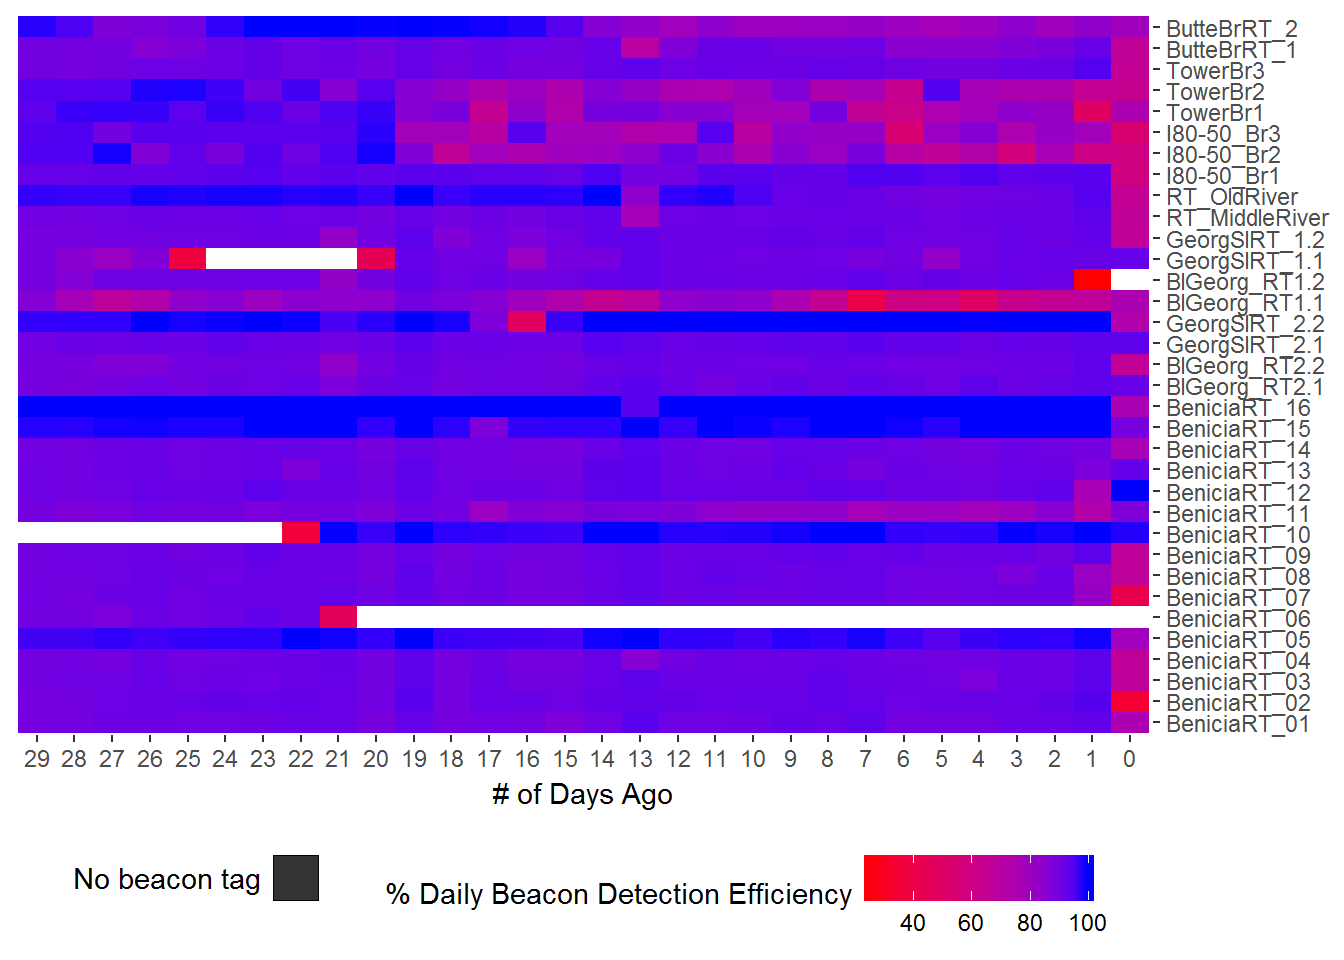 ButteBrRT_2
ButteBrRT_1
TowerBr3
TowerBr2
TowerBr1
I80-50_Br3
I80-50_Br2
I80-50_Br1
RT_OldRiver
RT_MiddleRiver
GeorgSlRT_1.2
GeorgSlRT_1.1
BlGeorg_RT1.2
BlGeorg_RT1.1
GeorgSlRT_2.2
GeorgSlRT_2.1
BlGeorg_RT2.2
BlGeorg_RT2.1
BeniciaRT_16
BeniciaRT_15
BeniciaRT_14
BeniciaRT_13
BeniciaRT_12
BeniciaRT_11
BeniciaRT_10
BeniciaRT_09
BeniciaRT_08
BeniciaRT_07
BeniciaRT_06
BeniciaRT_05
BeniciaRT_04
BeniciaRT_03
BeniciaRT_02
BeniciaRT_01
29 28 27 26 25 24 23 22 21 20 19 18 17 16 15 14 13 12 11 10 9 8 7 6 5 4 3 2 1 0
# of Days Ago
No beacon tag
% Daily Beacon Detection Efficiency
40 60 80 100